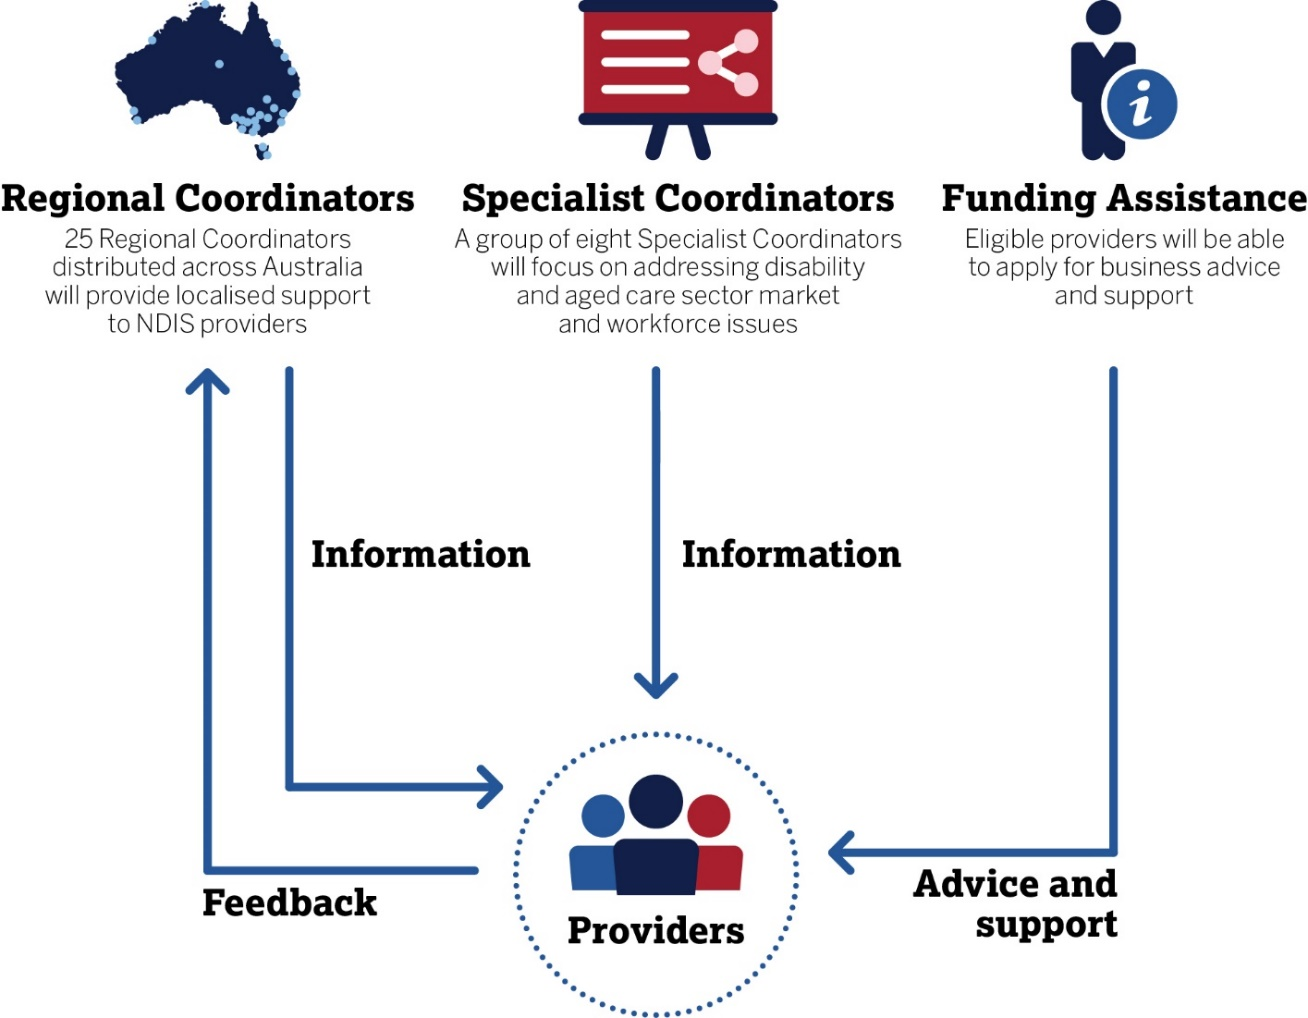 Regional Coordinators
25 Regional Coordinators
distributed across Australia
will provide localised support
to NDIS providers
Specialist Coordinators
A group of eight Specialist Coordinators
will focus on addressing disability
and aged care sector market
and workforce issues
i
Funding Assistance
Eligible providers will be able
to apply for business advice
and support
Information
Information
Feedback
Providers
Advice and
support